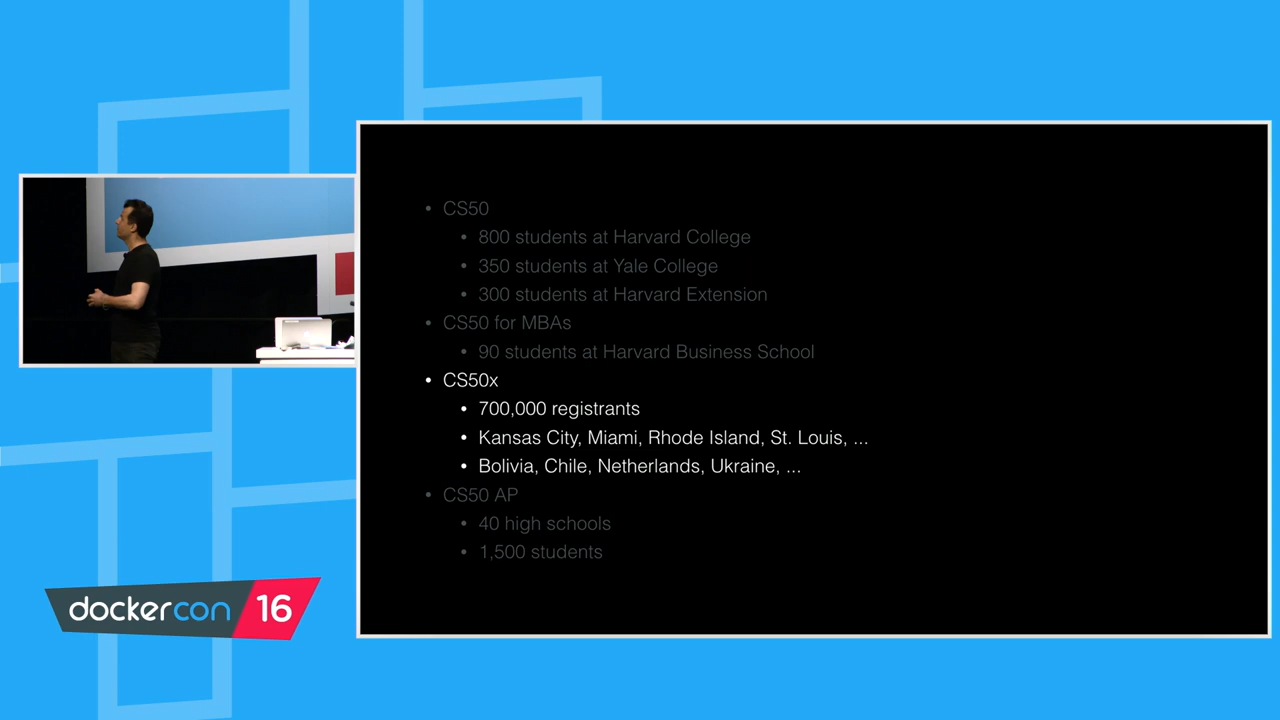 • CS50
• 800 students at Harvard College
• 350 students at Yale College
• 300 students at Harvard Extension
• CS50 for MBAs
• 90 students at Harvard Business School
• CS50x
• 700,000 registrants
• Kansas City, Miami, Rhode Island, St. Louis, ...
• Bolivia, Chile, Netherlands, Ukraine, ...
• CS50 AP
• 40 high schools
• 1,500 students
dockercon 16